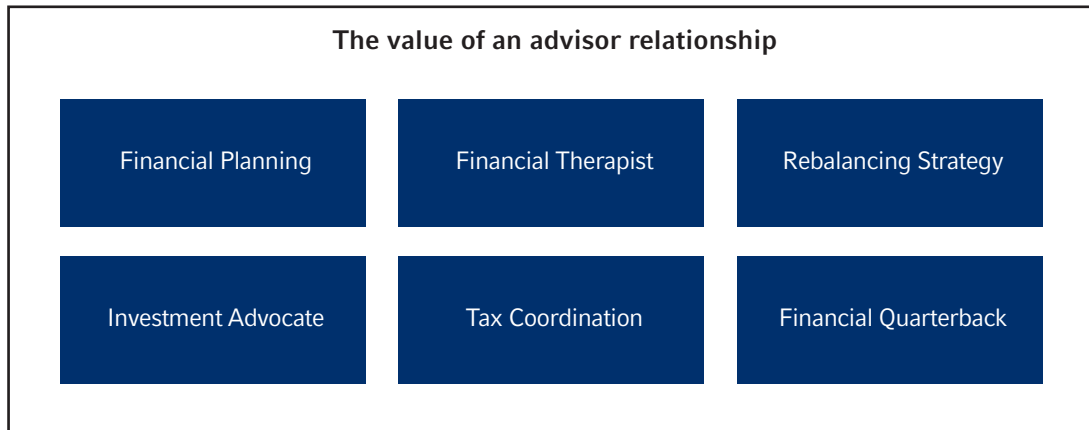 The value of an advisor relationship
Financial Planning
Financial Therapist
Rebalancing Strategy
Investment Advocate
Tax Coordination
Financial Quarterback